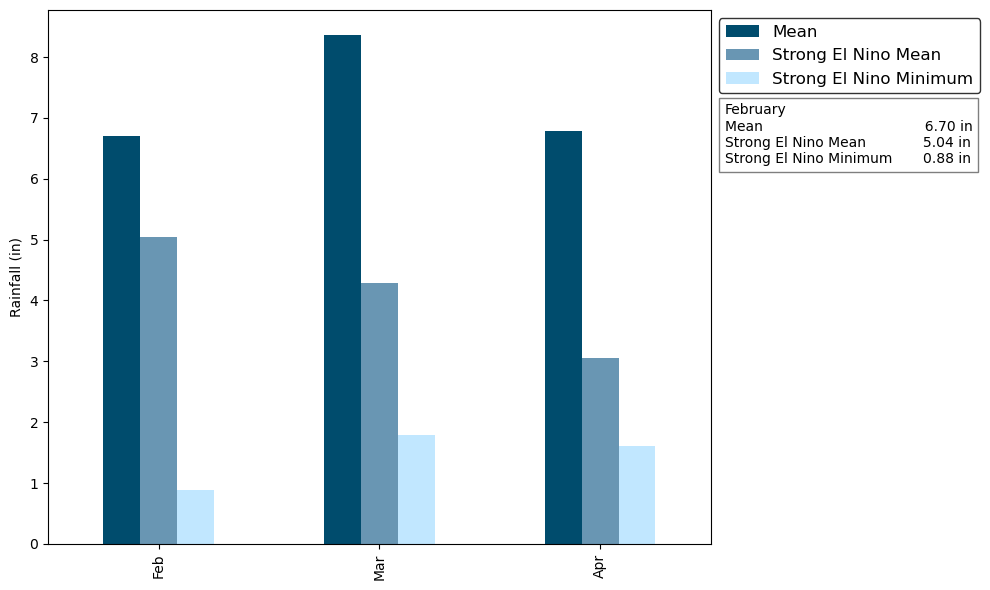 Mean
Strong El Nino Mean
Strong El Nino Minimum
February
Mean 6.70 in
Strong El Nino Mean 5.04 in
Strong El Nino Minimum 0.88 in
Rainfall (in)
8
7
6
5
4
3
2
1
0
Feb
Mar
Apr